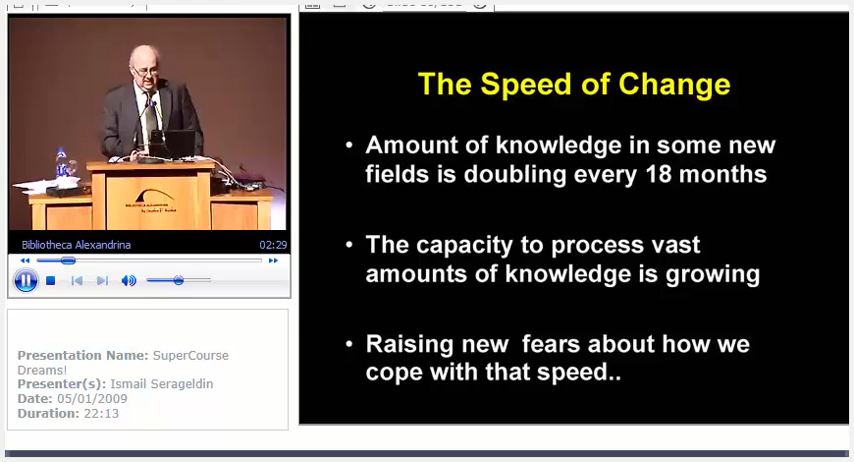 The Speed of Change
• Amount of knowledge in some new
fields is doubling every 18 months
• The capacity to process vast
amounts of knowledge is growing
• Raising new  fears about how we
cope with that speed..
BIBLIOTHECA ALEXANDRINA
Bibliotheca Alexandrina 02:29
Presentation Name: SuperCourse
Dreams!
Presenter(s): Ismail Serageldin
Date: 05/01/2009
Duration: 22:13